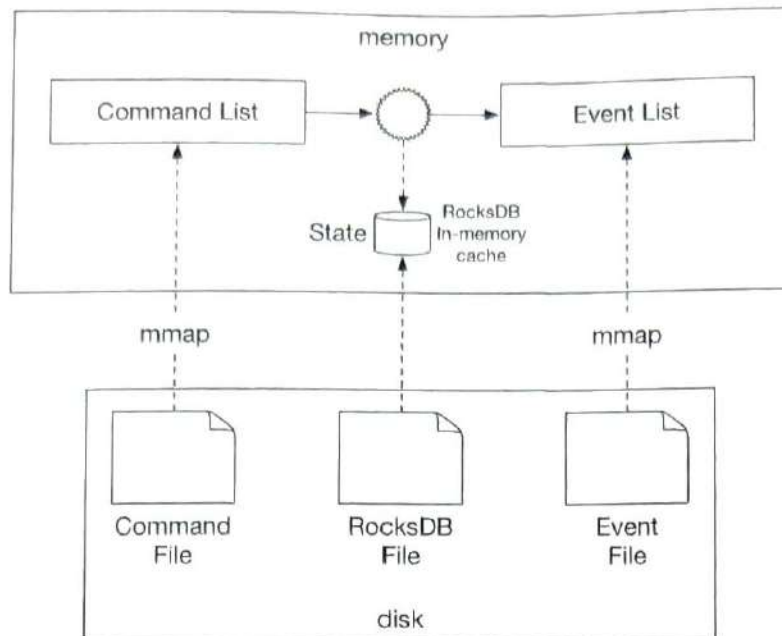 memory
Command List
Event List
State
RocksDB
In-memory
cache
mmap
mmap
Command
File
RocksDB
File
Event
File
disk